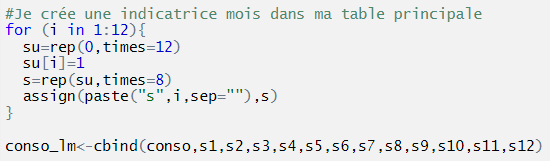 #Je crée une indicatrice mois dans ma table principale
for (i in 1:12){
  su=rep(0,times=12)
  su[i]=1
  s=rep(su,times=8)
  assign(paste("s",i,sep=""),s)
}

conso_lm<-cbind(conso,s1,s2,s3,s4,s5,s6,s7,s8,s9,s10,s11,s12)